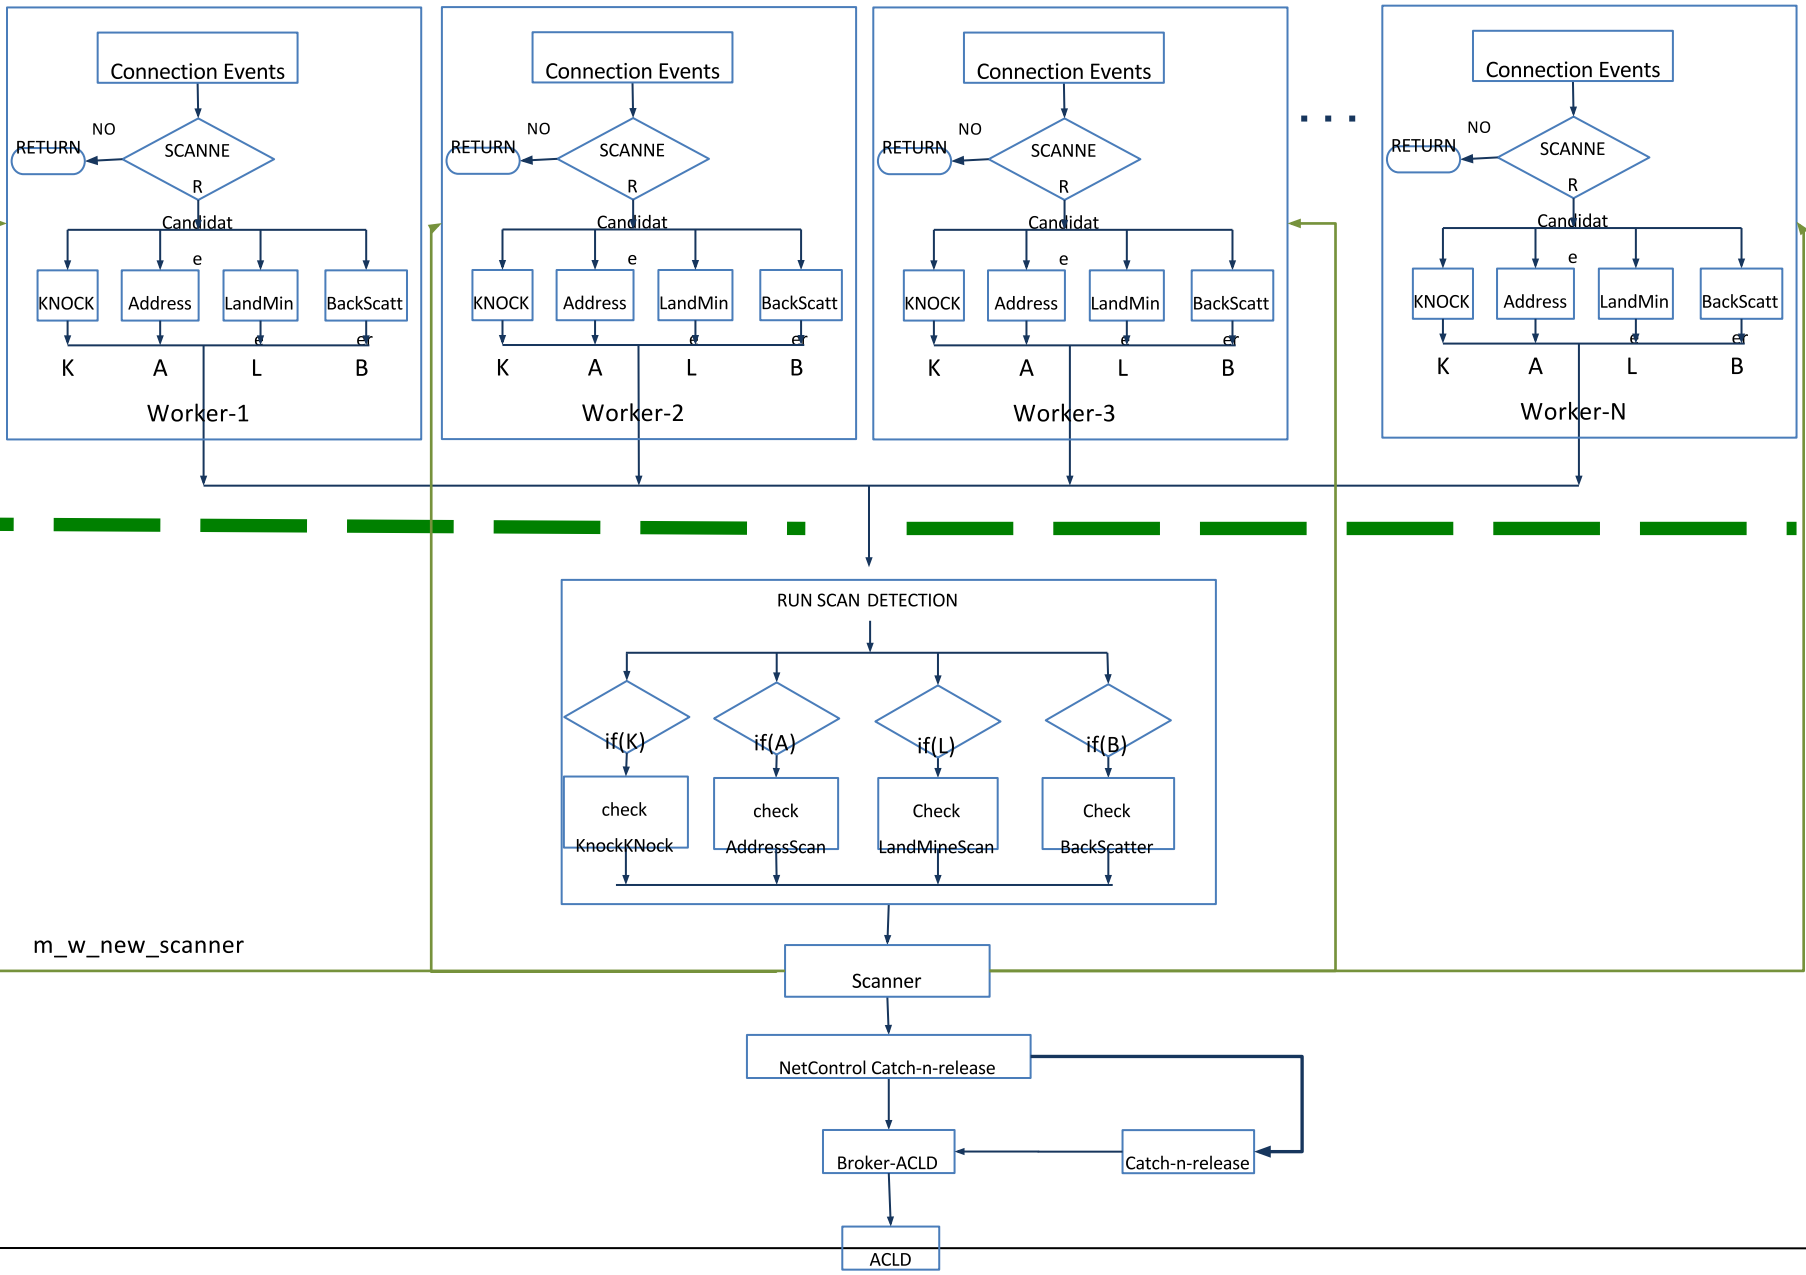 Connection Events
NO
RETURN
SCANNE
R
Candidat
e
KNOCK
Address
LandMin
e
BackScatt
er
K
A
L
B
Worker-1
Connection Events
NO
RETURN
SCANNE
R
Candidat
e
KNOCK
Address
LandMin
e
BackScatt
er
K
A
L
B
Worker-2
Connection Events
NO
RETURN
SCANNE
R
Candidat
e
KNOCK
Address
LandMin
e
BackScatt
er
K
A
L
B
Worker-3
. . .
Connection Events
NO
RETURN
SCANNE
R
Candidat
e
KNOCK
Address
LandMin
e
BackScatt
er
K
A
L
B
Worker-N
RUN SCAN DETECTION
if(K)
if(A)
if(L)
if(B)
check
KnockKNock
check
AddressScan
Check
LandMineScan
Check
BackScatter
m_w_new_scanner
Scanner
NetControl Catch-n-release
Broker-ACLD
Catch-n-release
ACLD